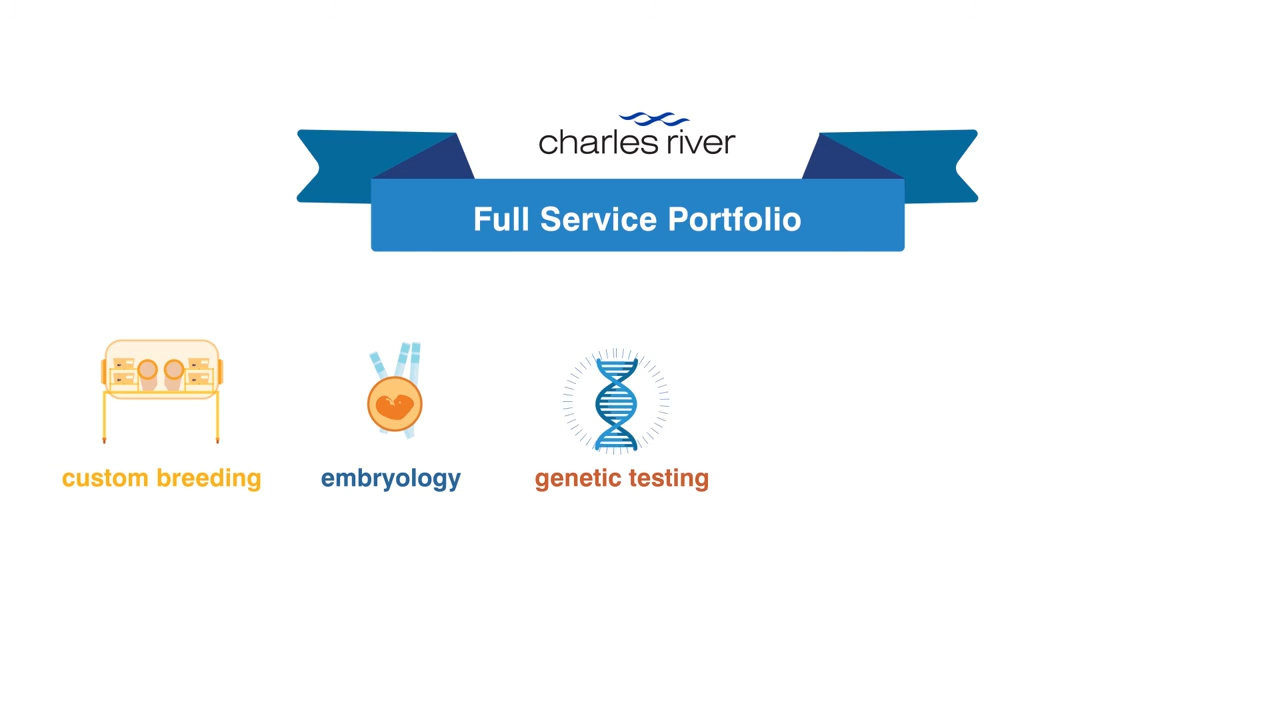 charles river
Full Service Portfolio
custom breeding
embryology
genetic testing